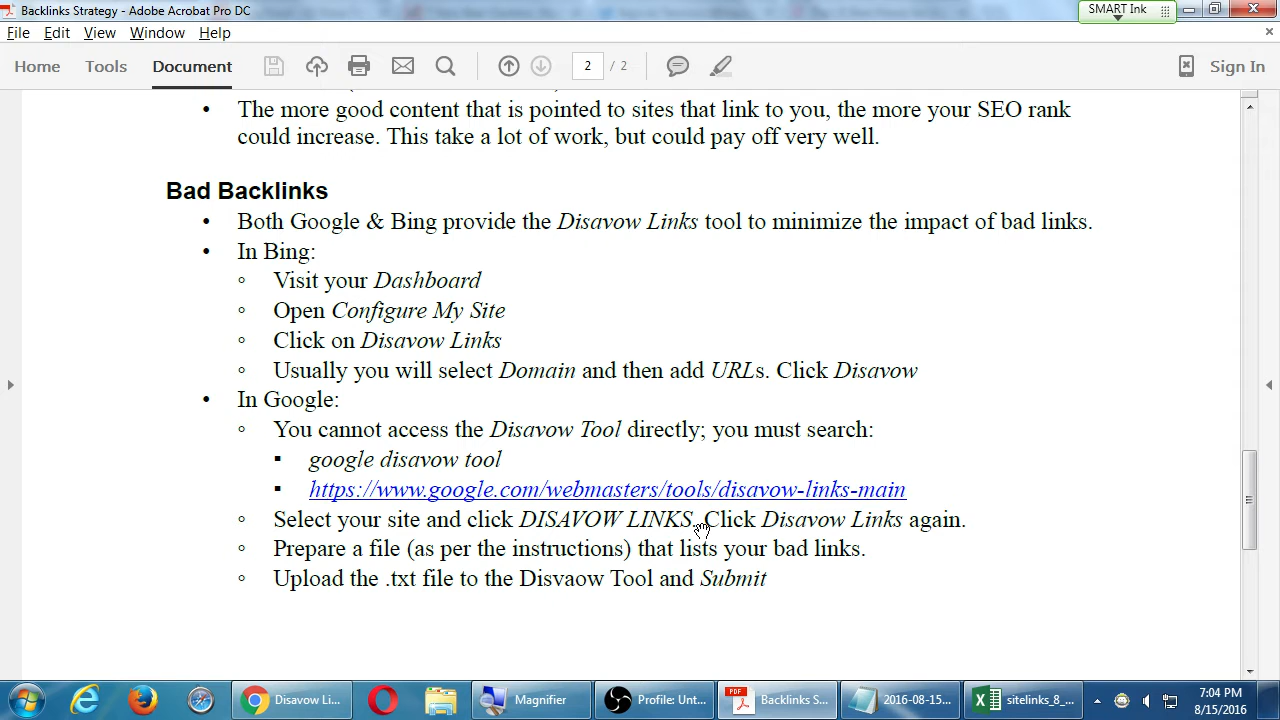 Backlinks Strategy - Adobe Acrobat Pro DC
SMART Ink
File Edit View Window Help
Home Tools Document 2 / 2 Sign In
• The more good content that is pointed to sites that link to you, the more your SEO rank
could increase. This take a lot of work, but could pay off very well.
Bad Backlinks
• Both Google & Bing provide the Disavow Links tool to minimize the impact of bad links.
• In Bing:
◦ Visit your Dashboard
◦ Open Configure My Site
◦ Click on Disavow Links
◦ Usually you will select Domain and then add URLs. Click Disavow
• In Google:
◦ You cannot access the Disavow Tool directly; you must search:
▪ google disavow tool
▪ https://www.google.com/webmasters/tools/disavow-links-main
◦ Select your site and click DISAVOW LINKS. Click Disavow Links again.
◦ Prepare a file (as per the instructions) that lists your bad links.
◦ Upload the .txt file to the Disvaow Tool and Submit
Disavow Li... Magnifier Profile: Unt... PDF Backlinks S... 2016-08-15... sitelinks_8_... 7:04 PM
8/15/2016